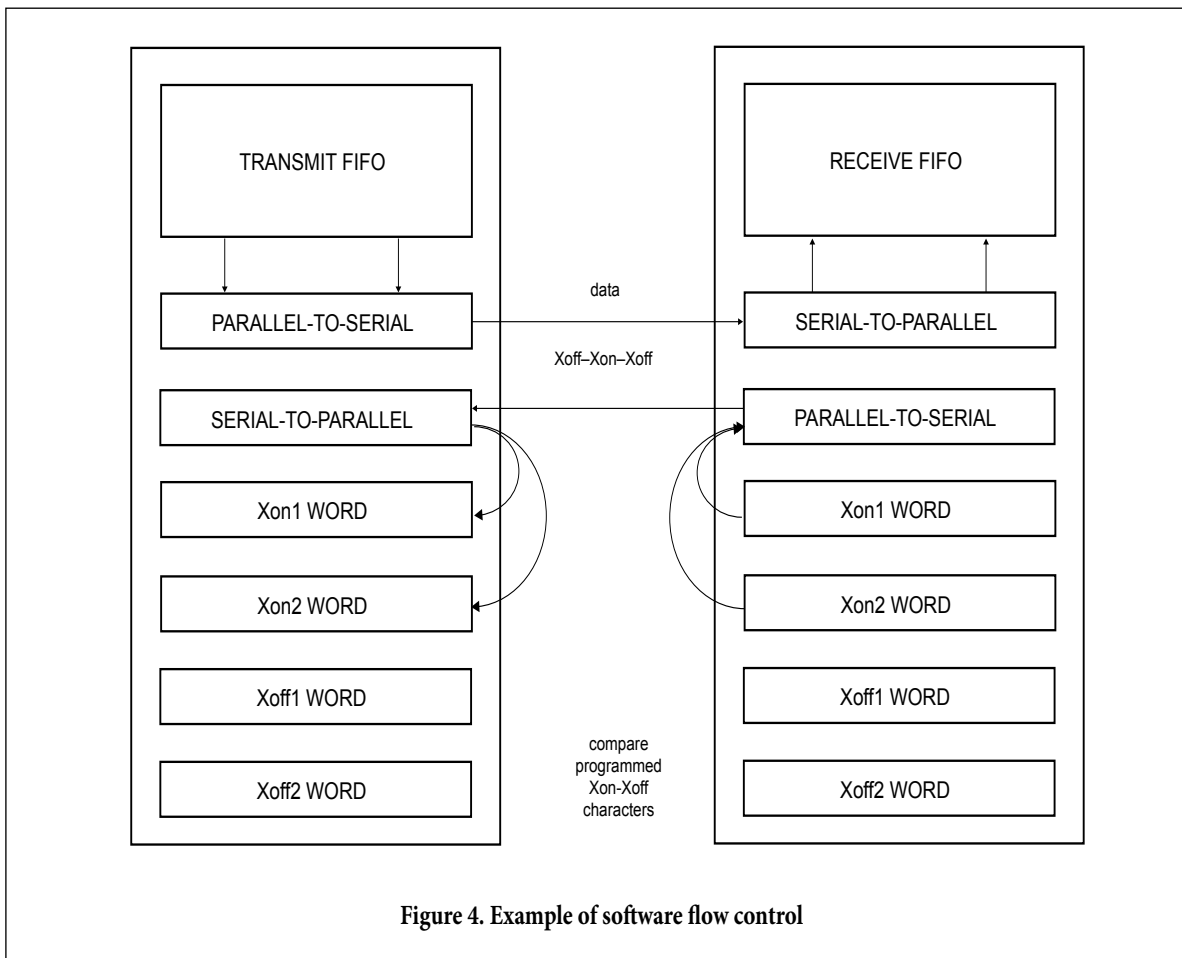 TRANSMIT FIFO
RECEIVE FIFO
data
PARALLEL-TO-SERIAL
SERIAL-TO-PARALLEL
Xoff–Xon–Xoff
SERIAL-TO-PARALLEL
PARALLEL-TO-SERIAL
Xon1 WORD
Xon1 WORD
Xon2 WORD
Xon2 WORD
Xoff1 WORD
Xoff1 WORD
compare
programmed
Xon-Xoff
characters
Xoff2 WORD
Xoff2 WORD
Figure 4. Example of software flow control